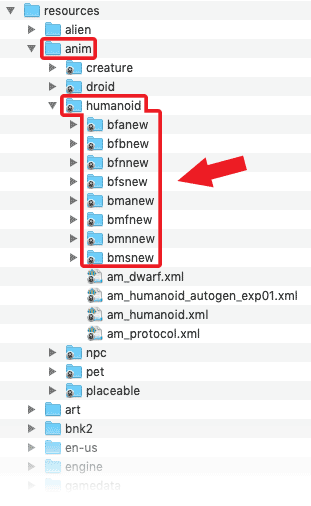 resources
alien
anim
creature
droid
humanoid
bfanew
bfbnew
bfnnew
bfsnew
bmanew
bmfnew
bmnnew
bmsnew
am_dwarf.xml
am_humanoid_autogen_exp01.xml
am_humanoid.xml
am_protocol.xml
npc
pet
placeable
art
bnk2
en-us
engine
gamedata